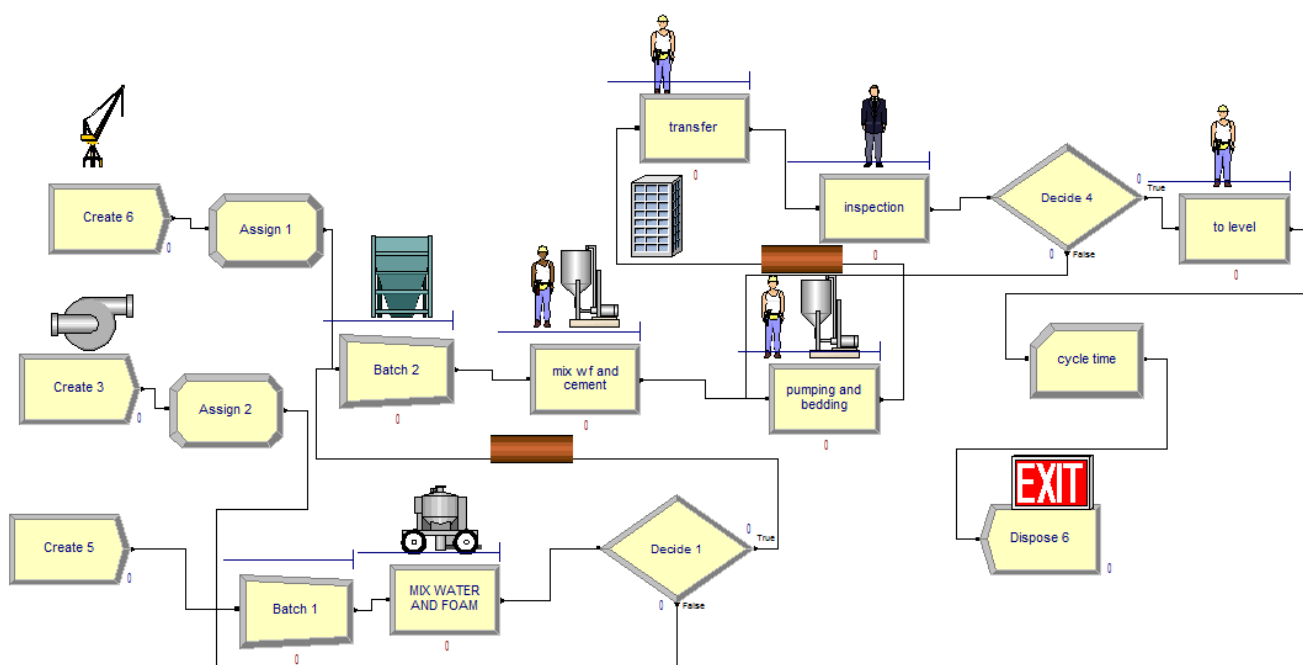 transfer
0
inspection
0
Decide 4
0
True
0
False
to level
0
Create 6
0
Assign 1
Create 3
0
Assign 2
Batch 2
0
mix wf and
cement
0
pumping and
bedding
0
cycle time
Create 5
0
Batch 1
0
MIX WATER
AND FOAM
0
Decide 1
0
True
0
False
EXIT
Dispose 6
0